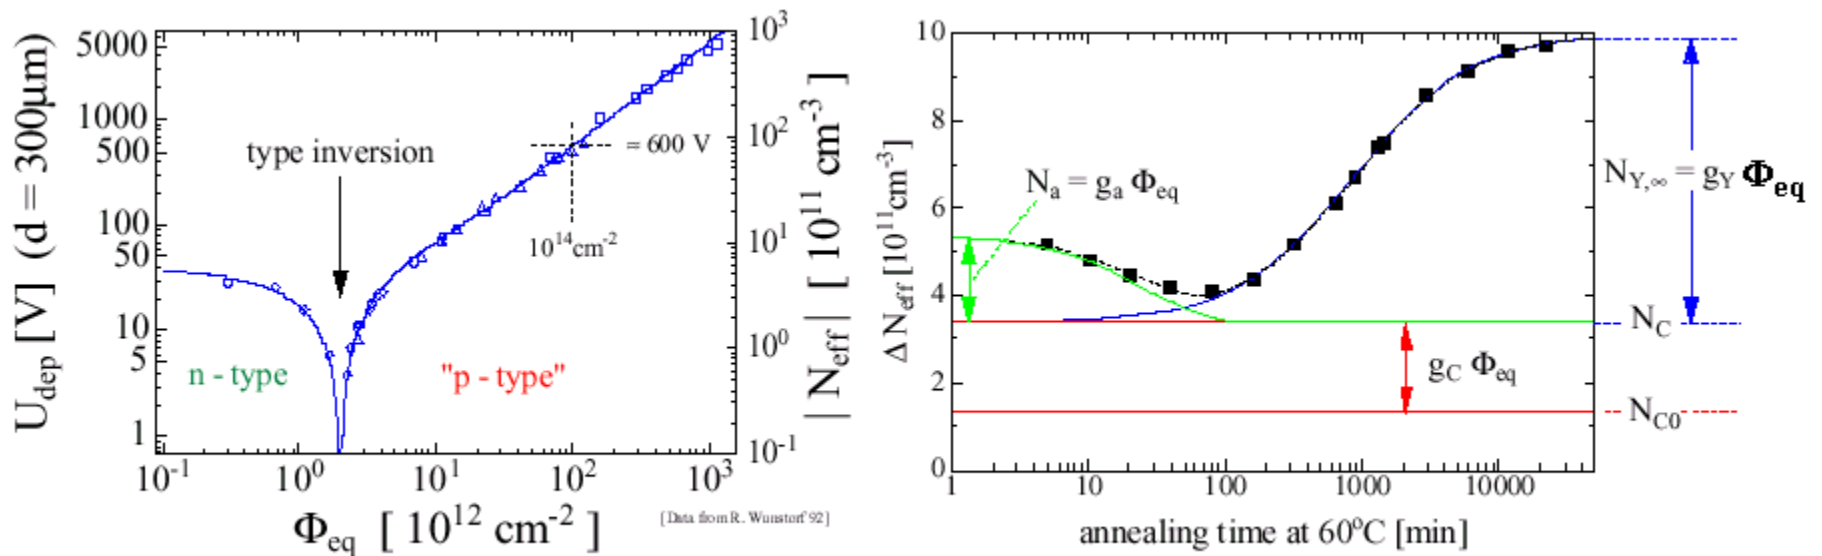 U_dep [V] (d = 300μm)
5000
1000
500
100
50
10
5
1
type inversion
≈ 600 V
10^14 cm^-2
n - type
"p - type"
10^3
10^2
10^1
10^0
10^-1
| N_eff | [ 10^11 cm^-3 ]
10^-1
10^0
10^1
10^2
10^3
Φ_eq [ 10^12 cm^-2 ]
[Data from R. Wunstorf 92]
Δ N_eff [10^11 cm^-3]
10
8
6
4
2
0
N_a = g_a Φ_eq
g_C Φ_eq
N_Y,∞ = g_Y Φ_eq
N_C
N_C0
1
10
100
1000
10000
annealing time at 60°C [min]